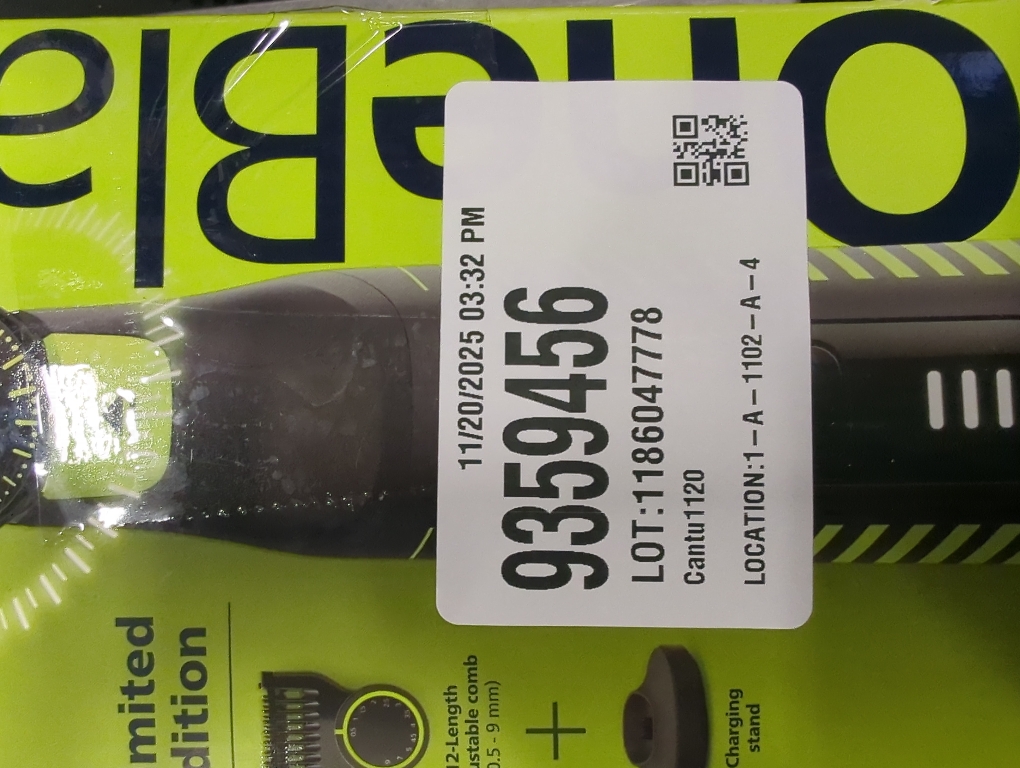 OneBla
11/20/2025 03:32 PM
9359456
LOT:1186047778
Cantu1120
LOCATION:1–A–1102–A–4
mited
dition
12-Length
ustable comb
0.5 - 9 mm)
+
Charging
stand